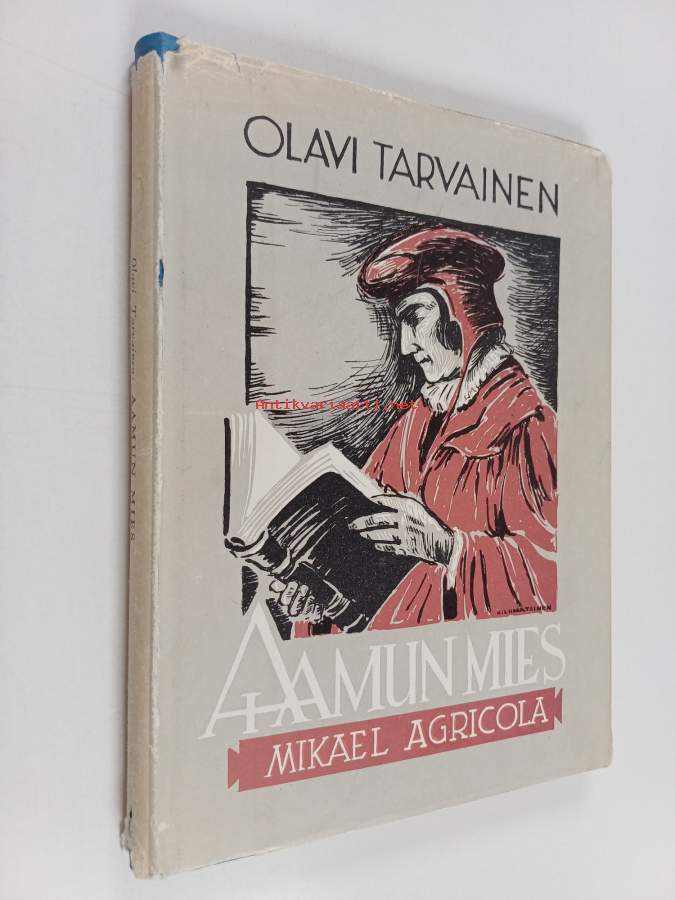 OLAVI TARVAINEN
AAMUN MIES
MIKAEL AGRICOLA
Olavi Tarvainen: AAMUN MIES
Antikvariaatti.net